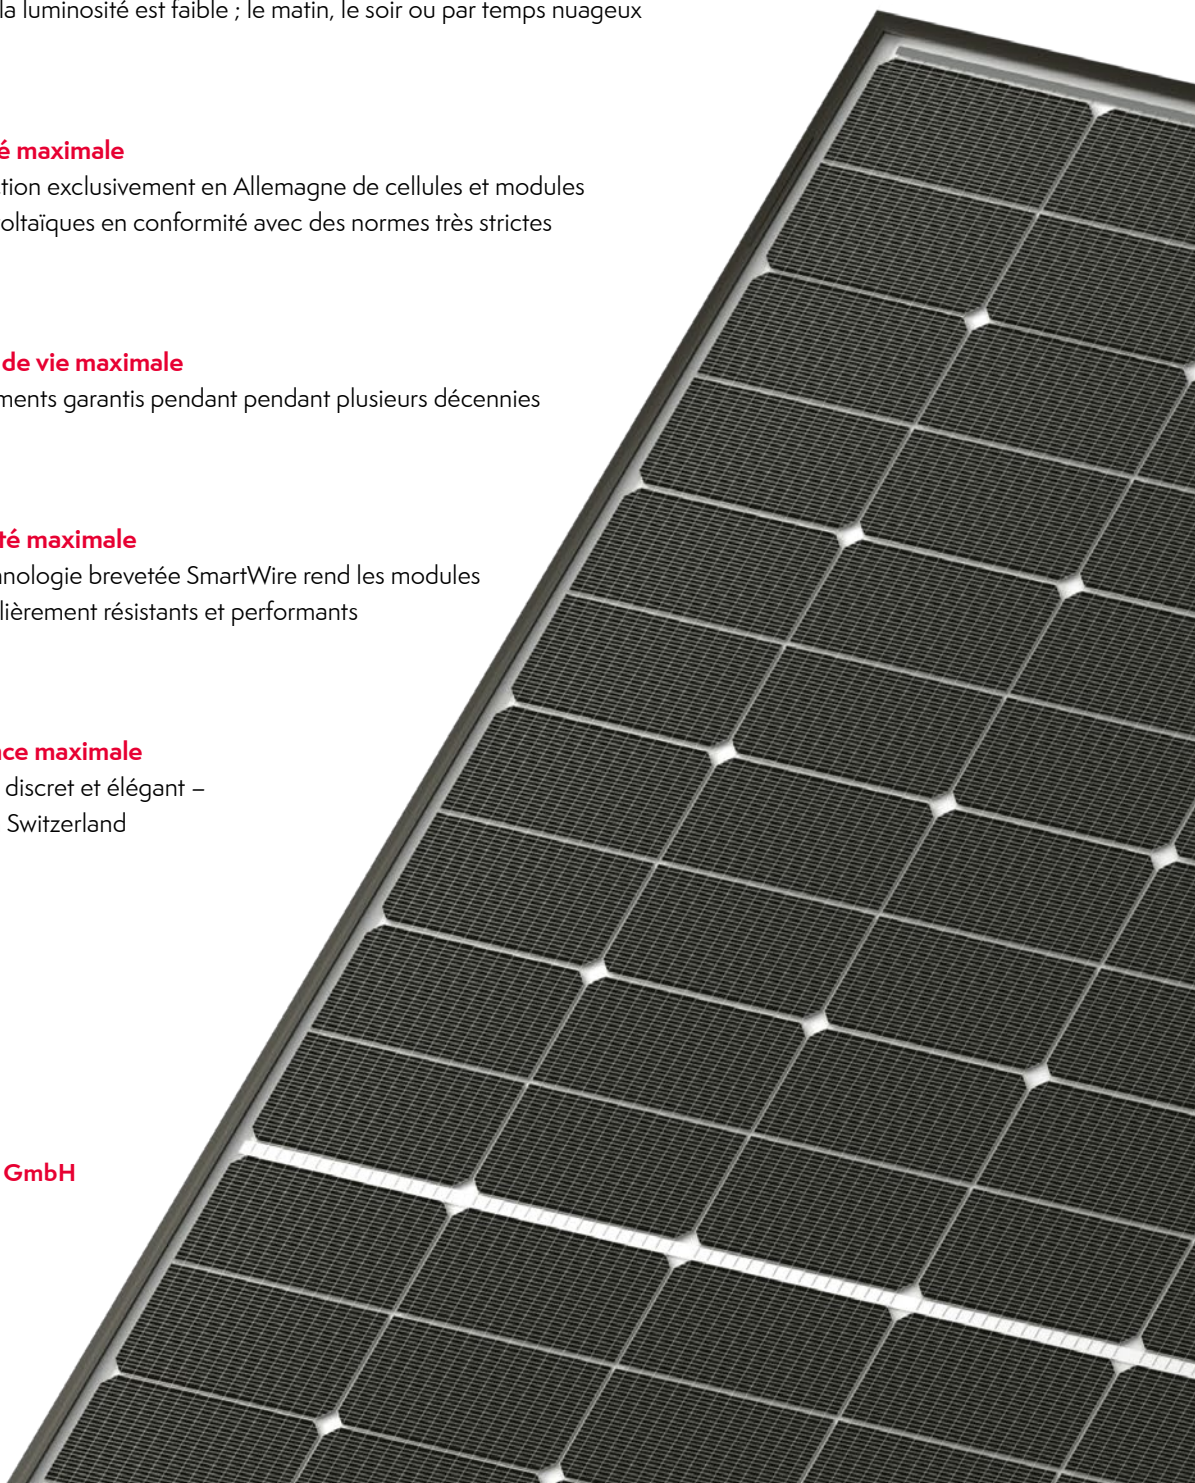 la luminosité est faible ; le matin, le soir ou par temps nuageux
é maximale
tion exclusivement en Allemagne de cellules et modules
oltaïques en conformité avec des normes très strictes
de vie maximale
ments garantis pendant pendant plusieurs décennies
té maximale
hnologie brevetée SmartWire rend les modules
lièrement résistants et performants
nce maximale
discret et élégant –
Switzerland
GmbH